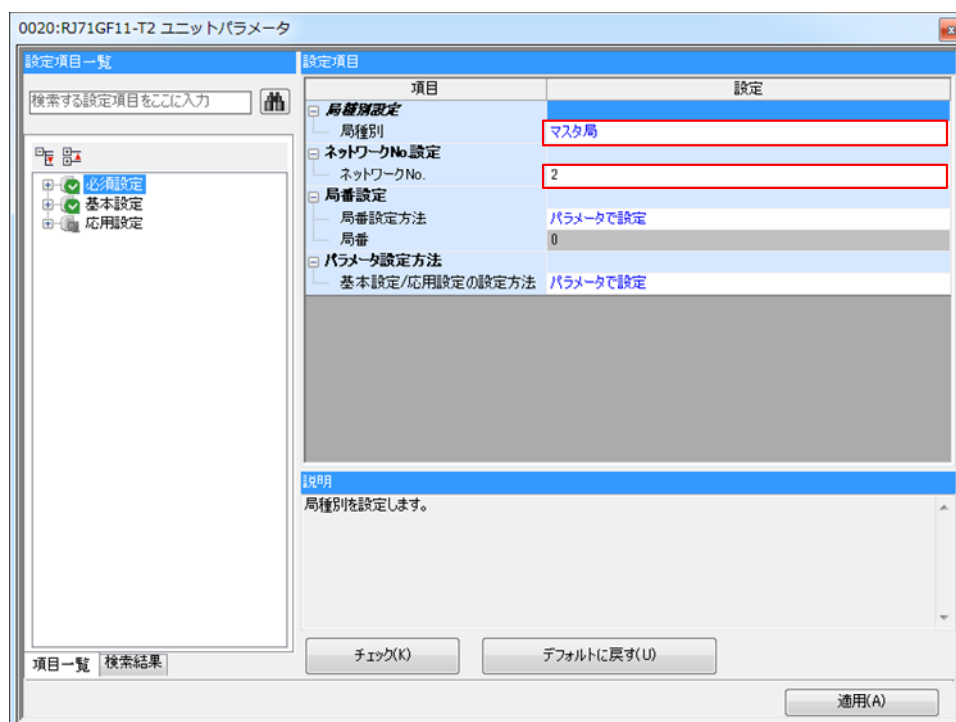 0020:RJ71GF11-T2 ユニットパラメータ
設定項目一覧
検索する設定項目をここに入力
必須設定
基本設定
応用設定
項目一覧 検索結果
設定項目
項目 設定
局種別設定
局種別 マスタ局
ネットワークNo.設定
ネットワークNo. 2
局番設定
局番設定方法 パラメータで設定
局番 0
パラメータ設定方法
基本設定/応用設定の設定方法 パラメータで設定
説明
局種別を設定します。
チェック(K) デフォルトに戻す(U)
適用(A)